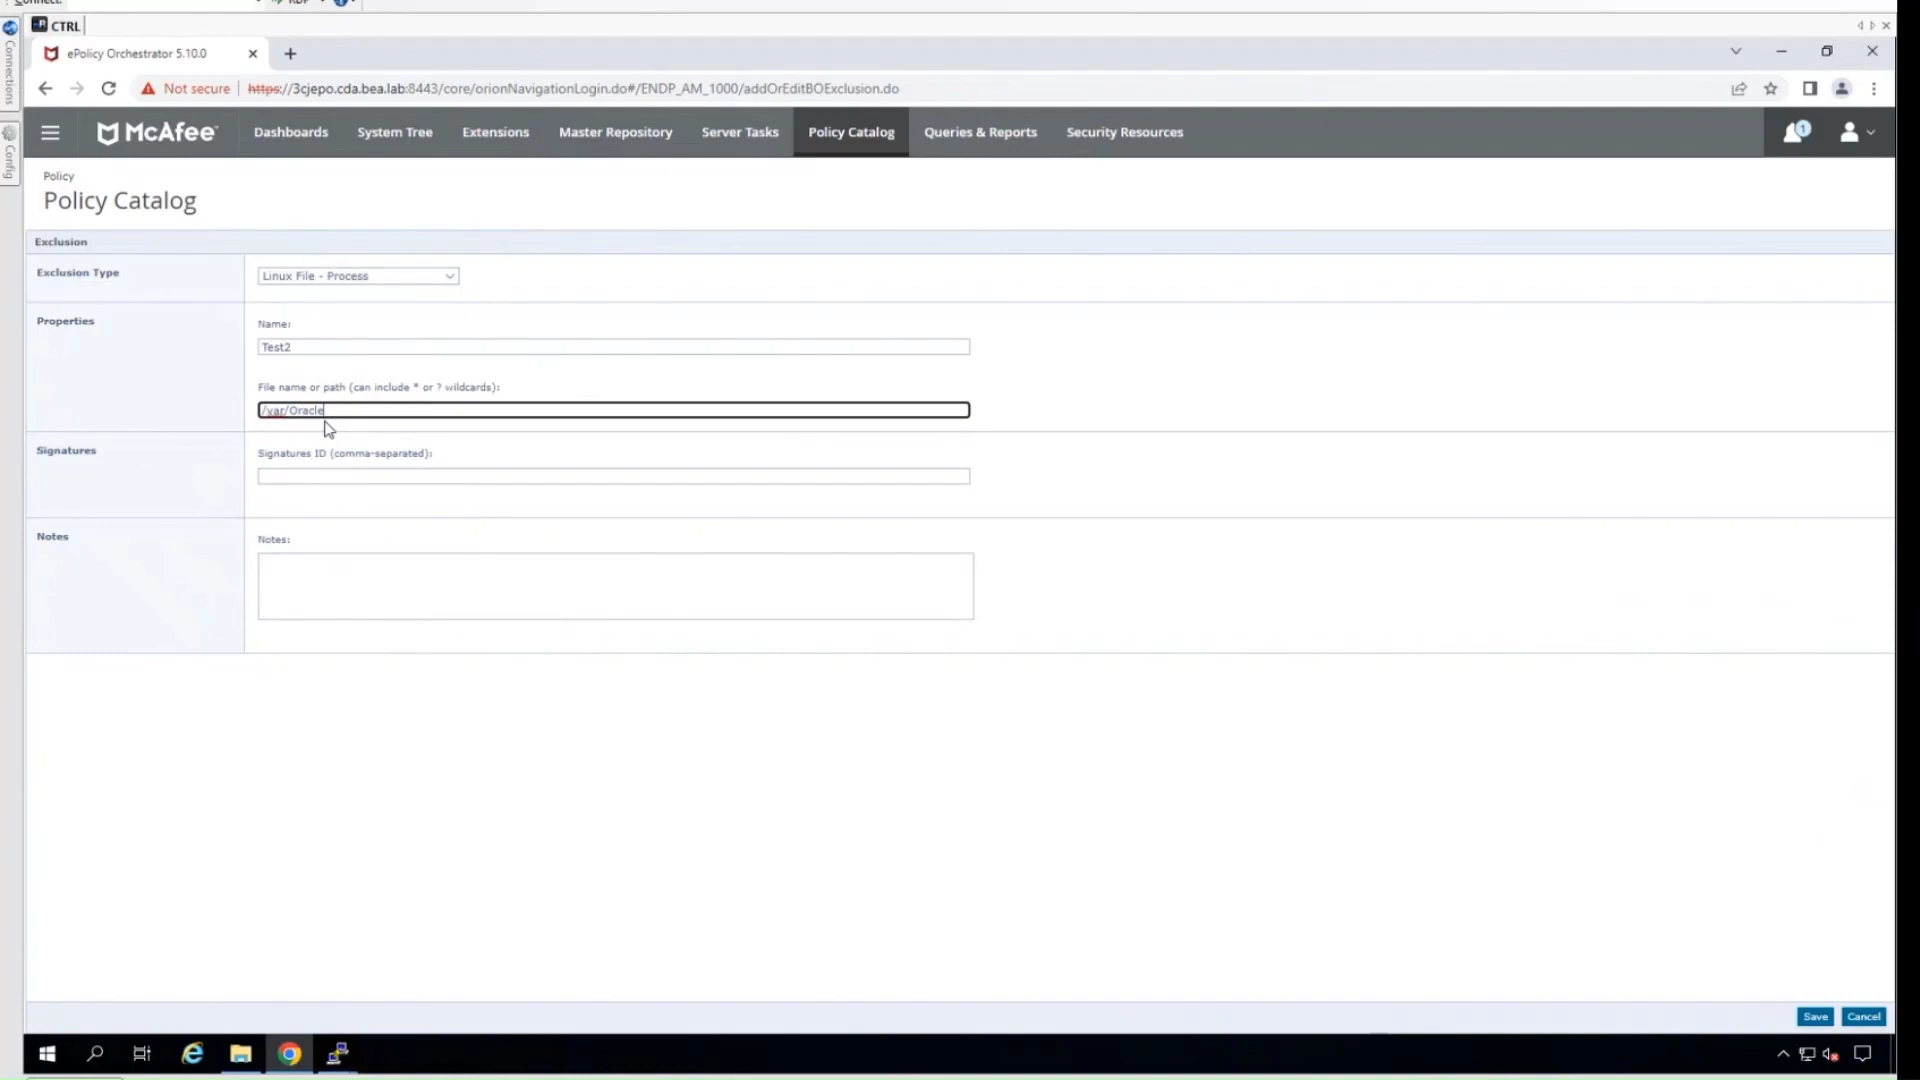 CTRL
ePolicy Orchestrator 5.10.0
Not secure https://3cjepo.cda.bea.lab:8443/core/orionNavigationLogin.do#/ENDP_AM_1000/addOrEditBOExclusion.do
McAfee Dashboards System Tree Extensions Master Repository Server Tasks Policy Catalog Queries & Reports Security Resources 1
Policy
Policy Catalog
Exclusion
Exclusion Type Linux File - Process
Properties Name:
Test2
File name or path (can include * or ? wildcards):
/var/Oracle
Signatures Signatures ID (comma-separated):
Notes Notes:
Save Cancel
Connections
Config